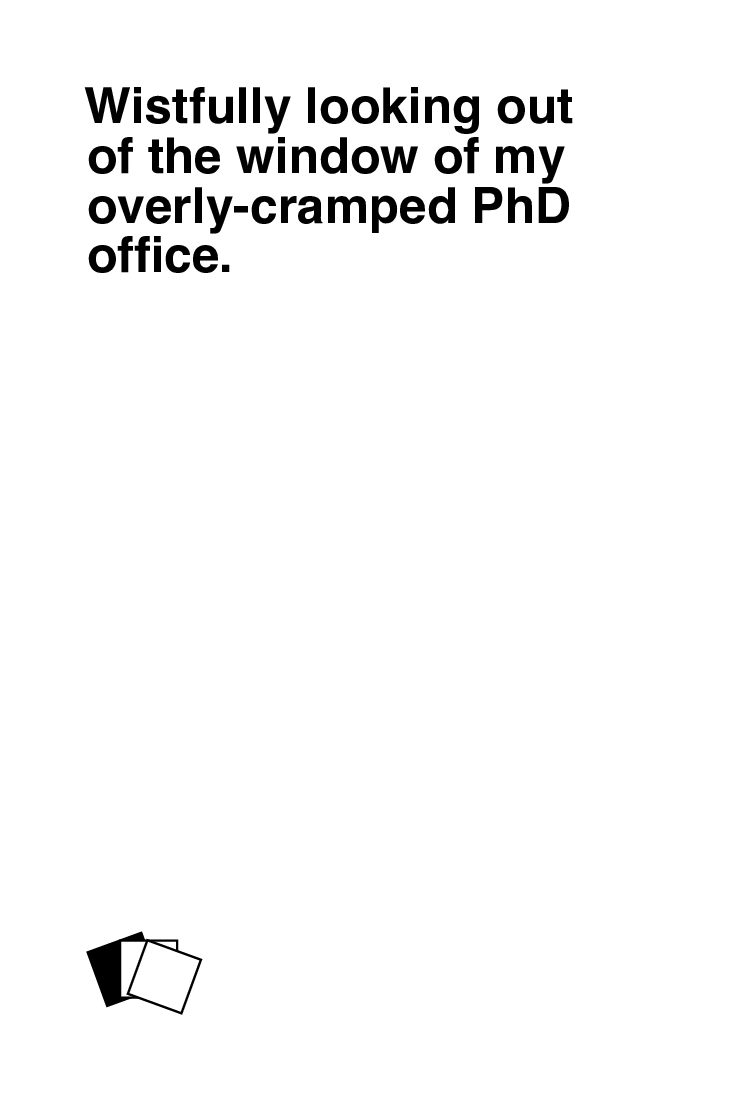 Wistfully looking out
of the window of my
overly-cramped PhD
office.